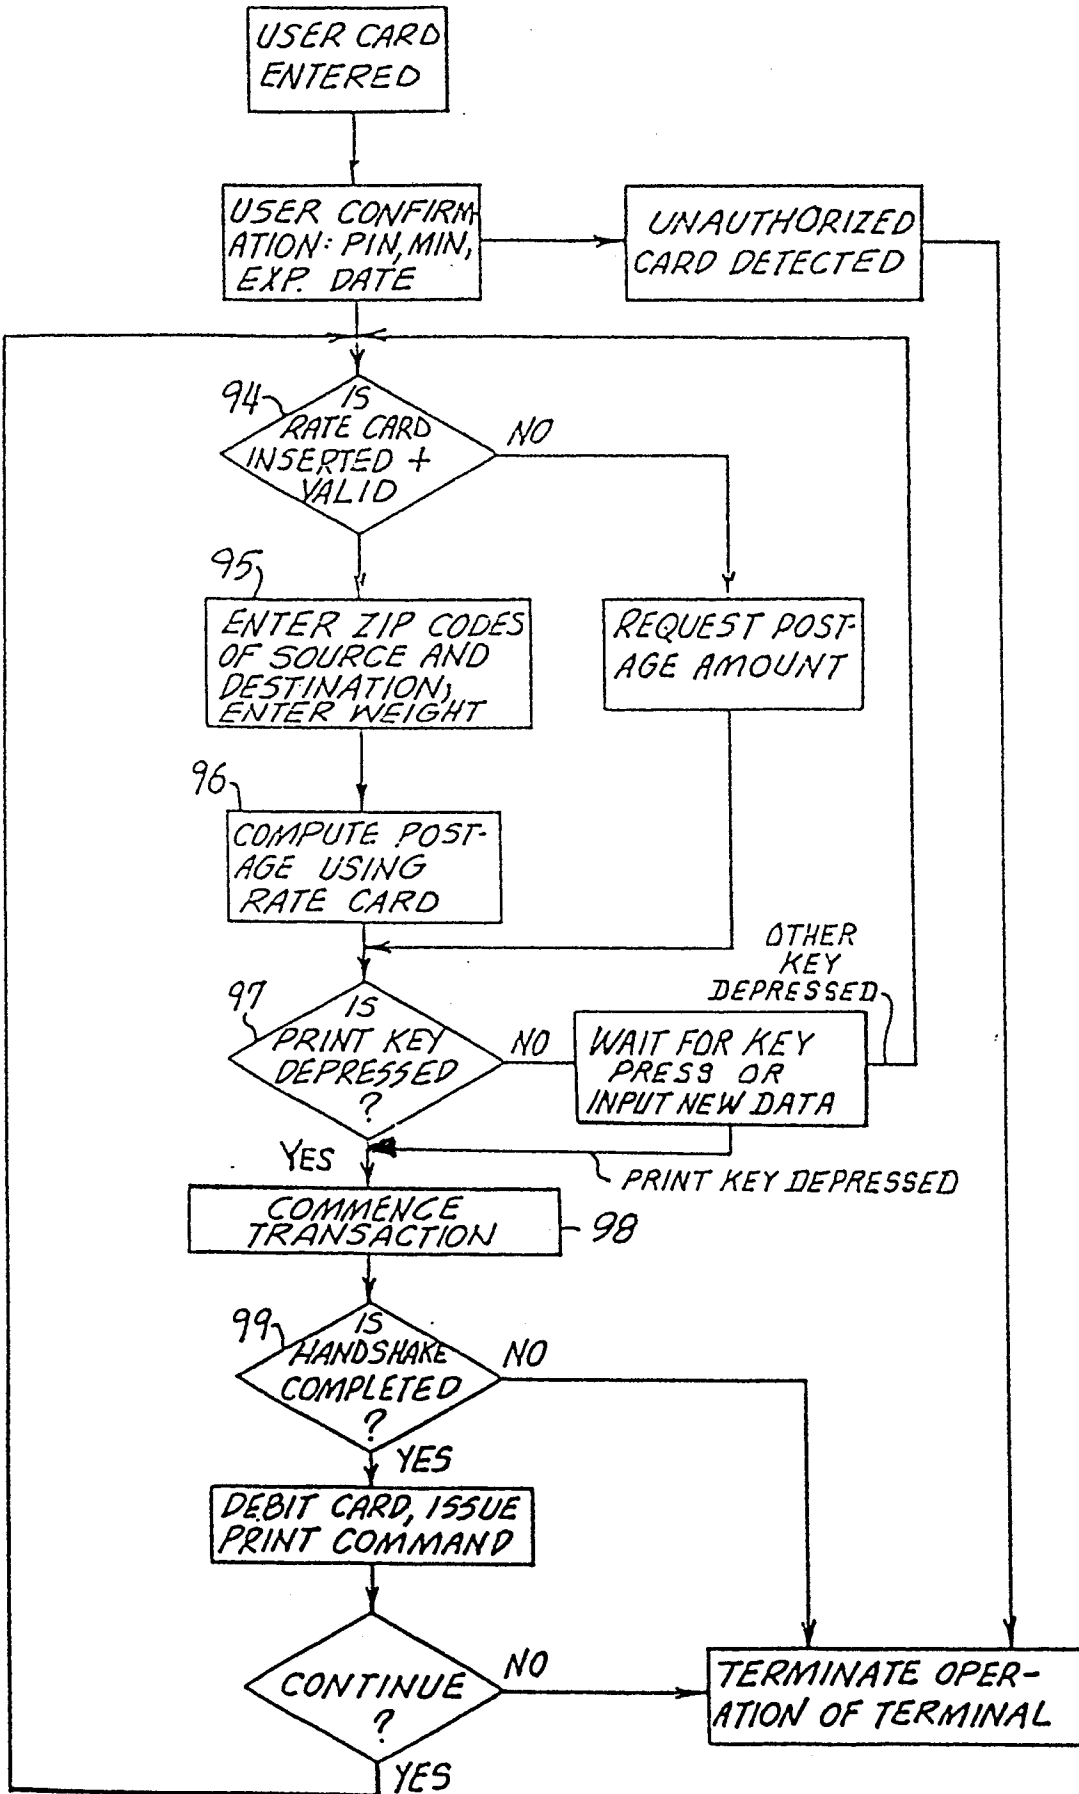 USER CARD
ENTERED
USER CONFIRM-
ATION: PIN, MIN,
EXP. DATE
UNAUTHORIZED
CARD DETECTED
94
IS
RATE CARD
INSERTED +
VALID
NO
95
ENTER ZIP CODES
OF SOURCE AND
DESTINATION,
ENTER WEIGHT
REQUEST POST-
AGE AMOUNT
96
COMPUTE POST-
AGE USING
RATE CARD
OTHER
KEY
DEPRESSED
97
IS
PRINT KEY
DEPRESSED
?
NO
WAIT FOR KEY
PRESS OR
INPUT NEW DATA
YES
PRINT KEY DEPRESSED
COMMENCE
TRANSACTION
98
99
IS
HANDSHAKE
COMPLETED
?
NO
YES
DEBIT CARD, ISSUE
PRINT COMMAND
CONTINUE
?
NO
TERMINATE OPER-
ATION OF TERMINAL
YES